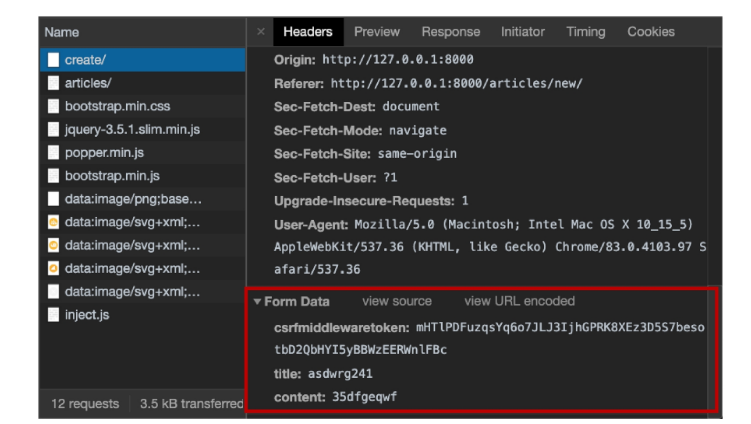 Name
× Headers Preview Response Initiator Timing Cookies
create/
articles/
bootstrap.min.css
jquery-3.5.1.slim.min.js
popper.min.js
bootstrap.min.js
data:image/png;base...
data:image/svg+xml;...
data:image/svg+xml;...
data:image/svg+xml;...
data:image/svg+xml;...
inject.js
12 requests 3.5 kB transferred
Origin: http://127.0.0.1:8000
Referer: http://127.0.0.1:8000/articles/new/
Sec-Fetch-Dest: document
Sec-Fetch-Mode: navigate
Sec-Fetch-Site: same-origin
Sec-Fetch-User: ?1
Upgrade-Insecure-Requests: 1
User-Agent: Mozilla/5.0 (Macintosh; Intel Mac OS X 10_15_5)
AppleWebKit/537.36 (KHTML, like Gecko) Chrome/83.0.4103.97 S
afari/537.36
▾ Form Data view source view URL encoded
csrfmiddlewaretoken: mHTlPDFuzqsYq6o7JLJ3IjhGPRK8XEz3D5S7beso
tbD2QbHYI5yBBWzEERWnlFBc
title: asdwrg241
content: 35dfgeqwf